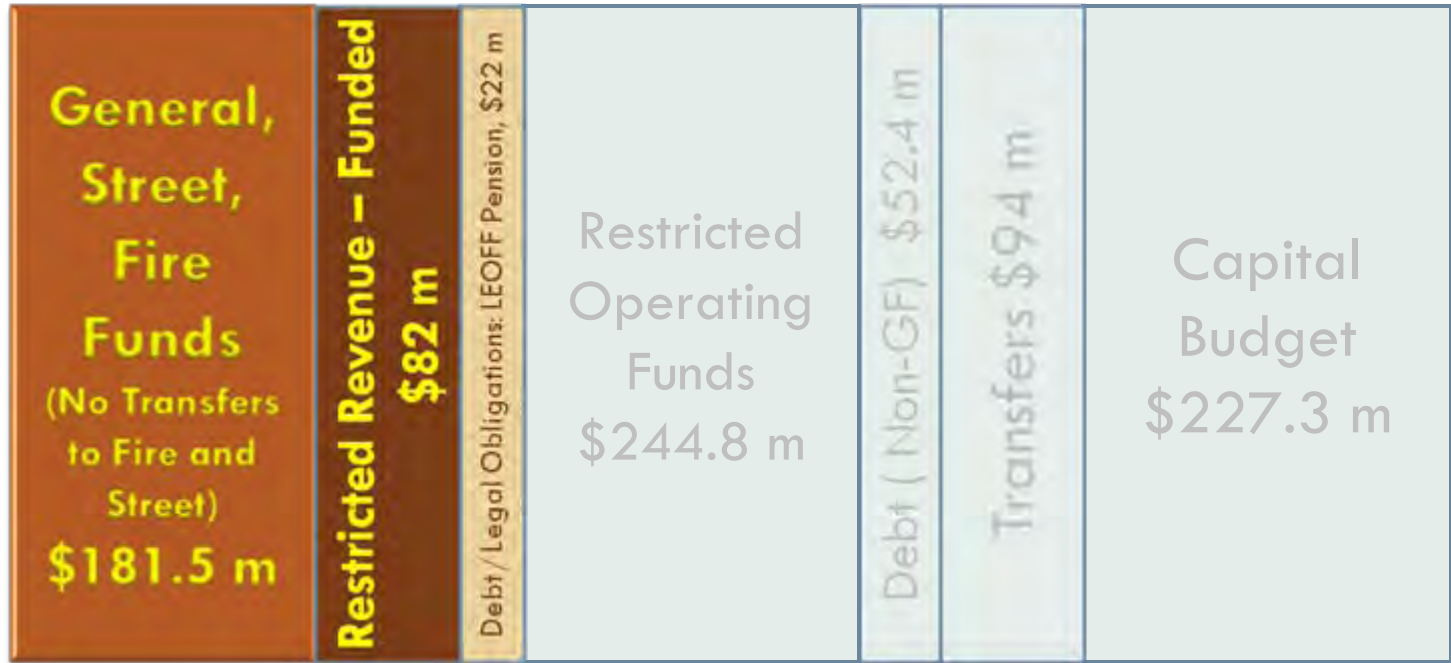 General,
Street,
Fire
Funds
(No Transfers
to Fire and
Street)
$181.5 m
Restricted Revenue – Funded
$82 m
Debt/Legal Obligations: LEOFF Pension, $22 m
Restricted
Operating
Funds
$244.8 m
Debt ( Non-GF) $52.4 m
Transfers $94 m
Capital
Budget
$227.3 m